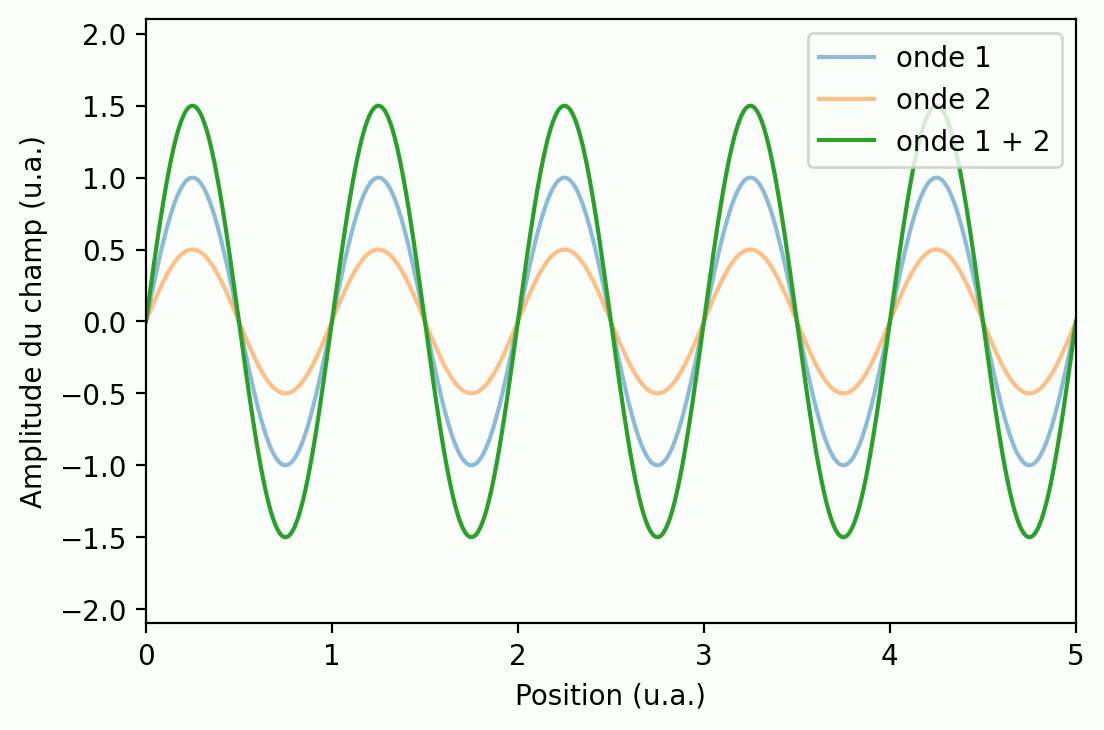 onde 1
onde 2
onde 1 + 2
Amplitude du champ (u.a.)
2.0
1.5
1.0
0.5
0.0
−0.5
−1.0
−1.5
−2.0
0 1 2 3 4 5
Position (u.a.)